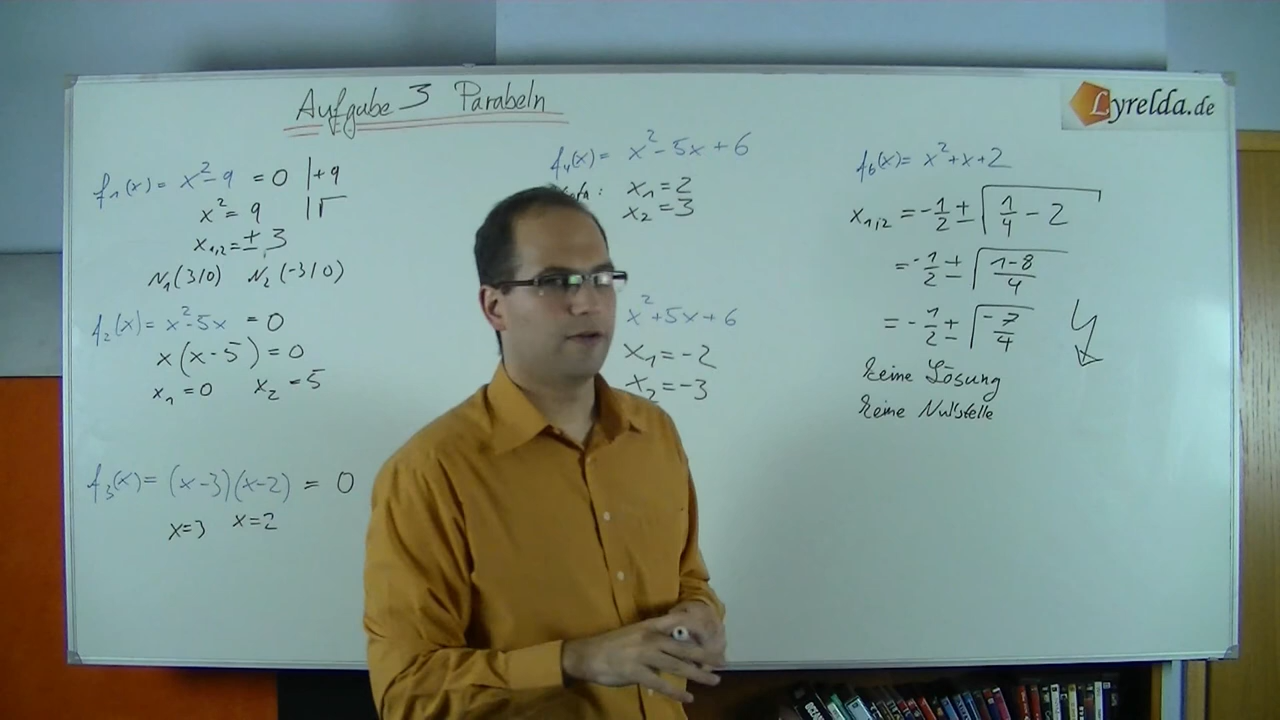 Aufgabe 3 Parabeln
Lyrelda.de
f₁(x) = x²-9 = 0 | +9
x² = 9 | √
x₁,₂ = ± 3
N₁(3|0) N₂(-3|0)
f₂(x) = x²-5x = 0
x(x-5) = 0
x₁ = 0 x₂ = 5
f₃(x) = (x-3)(x-2) = 0
x=3 x=2
f₄(x) = x²-5x+6
x₁ = 2
x₂ = 3
x²+5x+6
x₁ = -2
x₂ = -3
f₆(x) = x²+x+2
x₁,₂ = -1/2 ± √(1/4 - 2)
= -1/2 ± √((1-8)/4)
= -1/2 ± √(-7/4)
keine Lösung
keine Nullstelle